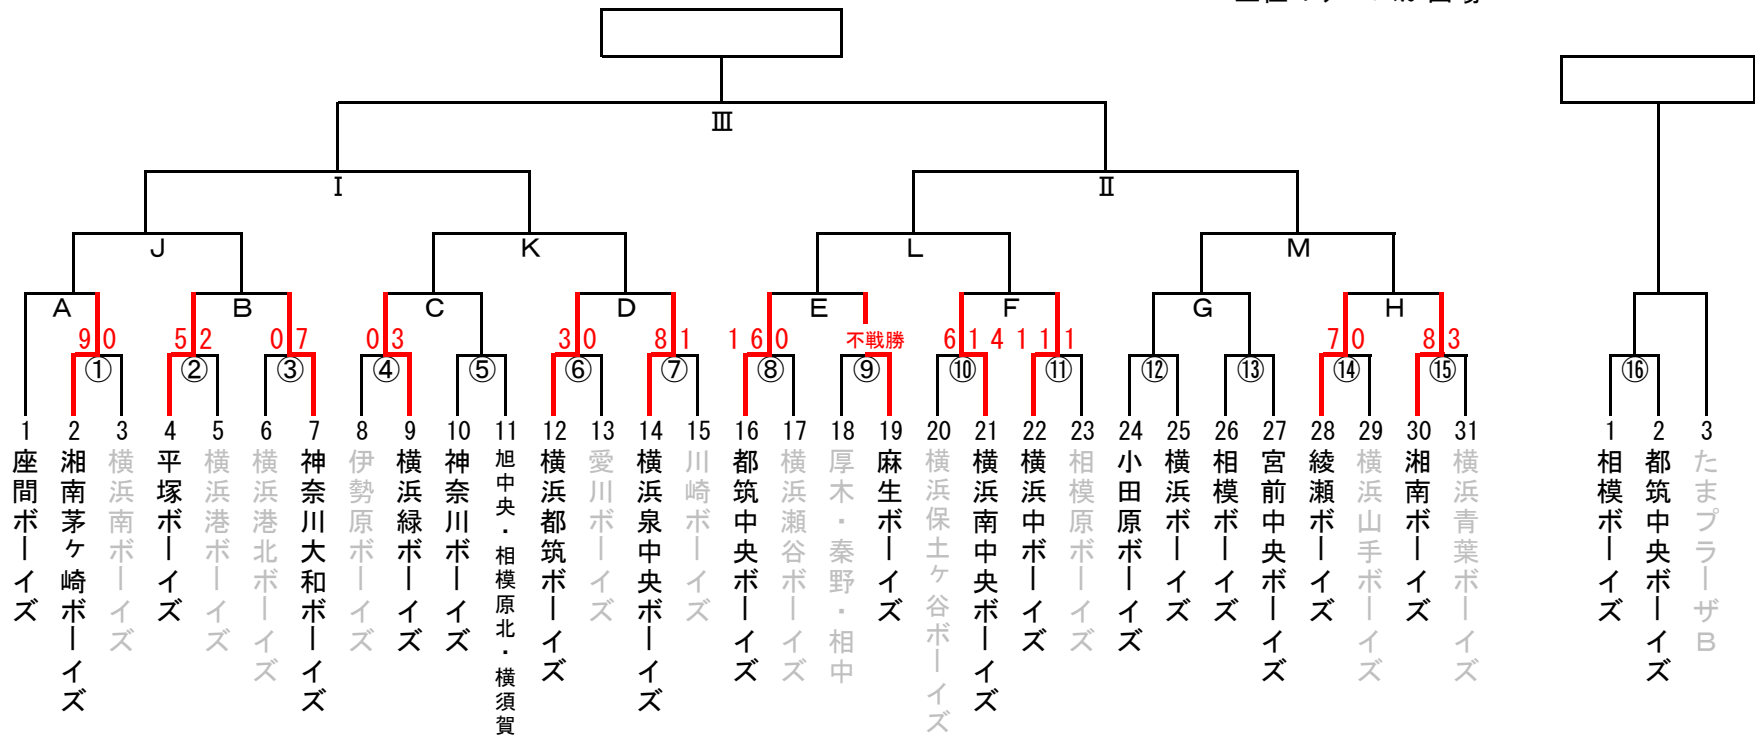 Ⅲ
Ⅰ
Ⅱ
J
K
L
M
A
B
C
D
E
F
G
H
9 0
5 2
0 7
0 3
3 0
8 1
16 0
不戦勝
6 14
11 1
7 0
8 3
①
②
③
④
⑤
⑥
⑦
⑧
⑨
⑩
⑪
⑫
⑬
⑭
⑮
⑯
1 座間ボーイズ
2 湘南茅ヶ崎ボーイズ
3 横浜南ボーイズ
4 平塚ボーイズ
5 横浜港ボーイズ
6 横浜港北ボーイズ
7 神奈川大和ボーイズ
8 伊勢原ボーイズ
9 横浜緑ボーイズ
10 神奈川ボーイズ
11 旭中央・相模原北・横須賀
12 横浜都筑ボーイズ
13 愛川ボーイズ
14 横浜泉中央ボーイズ
15 川崎ボーイズ
16 都筑中央ボーイズ
17 横浜瀬谷ボーイズ
18 厚木・秦野・相中
19 麻生ボーイズ
20 横浜保土ヶ谷ボーイズ
21 横浜南中央ボーイズ
22 横浜中ボーイズ
23 相模原ボーイズ
24 小田原ボーイズ
25 横浜ボーイズ
26 相模ボーイズ
27 宮前中央ボーイズ
28 綾瀬ボーイズ
29 横浜山手ボーイズ
30 湘南ボーイズ
31 横浜青葉ボーイズ
1 相模ボーイズ
2 都筑中央ボーイズ
3 たまプラーザB